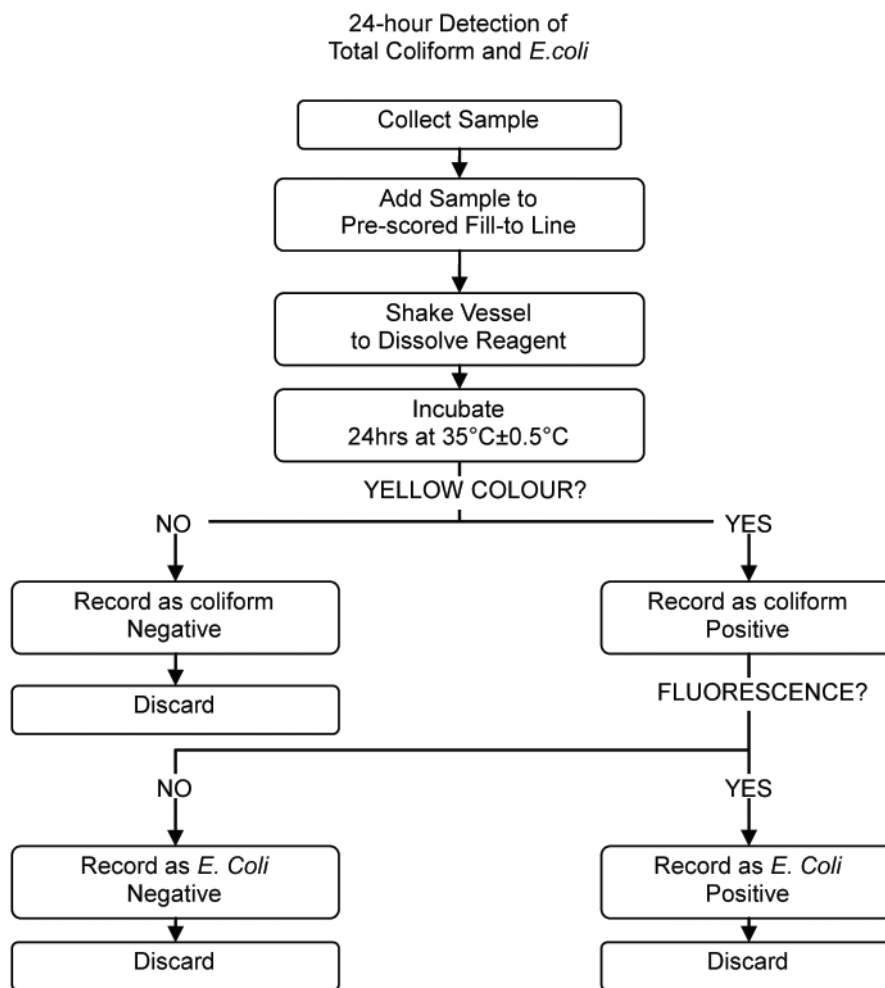 24-hour Detection of
Total Coliform and E.coli
Collect Sample
Add Sample to
Pre-scored Fill-to Line
Shake Vessel
to Dissolve Reagent
Incubate
24hrs at 35°C±0.5°C
YELLOW COLOUR?
NO
YES
Record as coliform
Negative
Record as coliform
Positive
Discard
FLUORESCENCE?
NO
YES
Record as E. Coli
Negative
Record as E. Coli
Positive
Discard
Discard